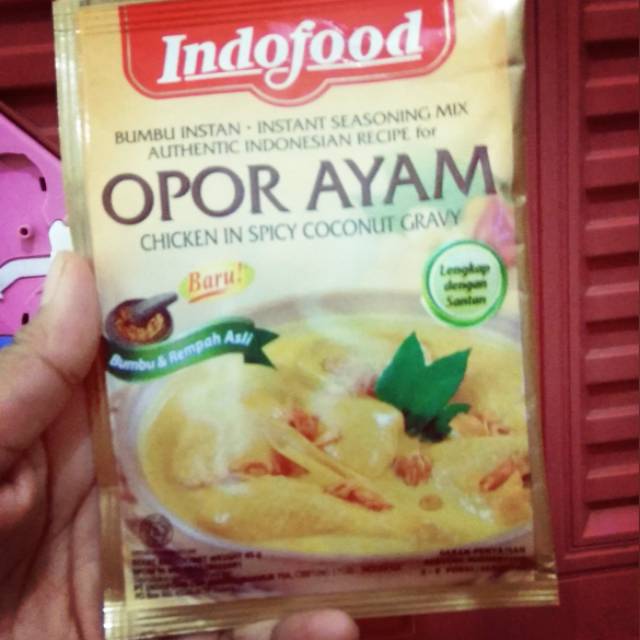 Indofood
BUMBU INSTAN • INSTANT SEASONING MIX
AUTHENTIC INDONESIAN RECIPE for
OPOR AYAM
CHICKEN IN SPICY COCONUT GRAVY
Baru!
Lengkap
dengan
Santan
Bumbu & Rempah Asli